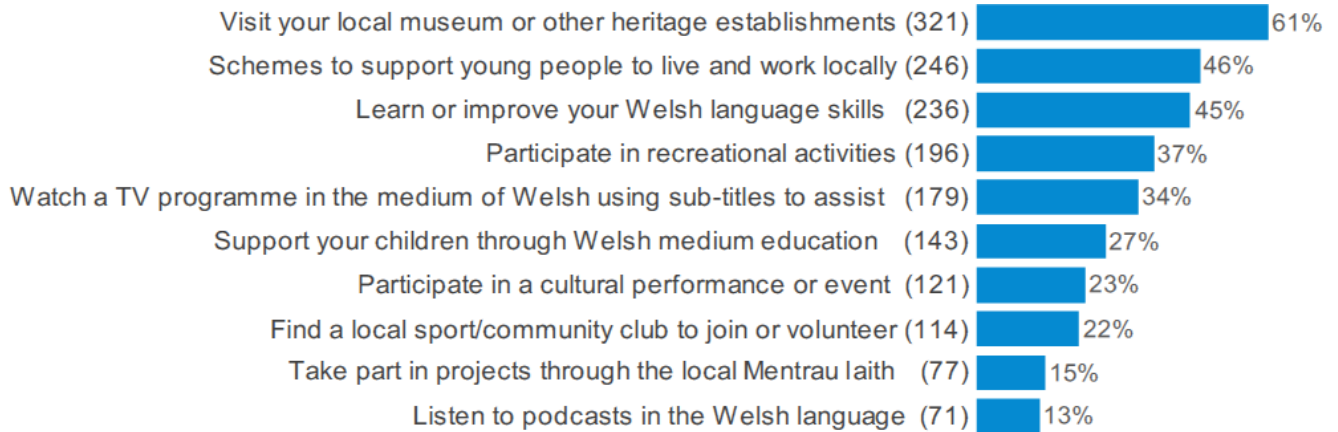 Visit your local museum or other heritage establishments (321) 61%
Schemes to support young people to live and work locally (246) 46%
Learn or improve your Welsh language skills (236) 45%
Participate in recreational activities (196) 37%
Watch a TV programme in the medium of Welsh using sub-titles to assist (179) 34%
Support your children through Welsh medium education (143) 27%
Participate in a cultural performance or event (121) 23%
Find a local sport/community club to join or volunteer (114) 22%
Take part in projects through the local Mentrau Iaith (77) 15%
Listen to podcasts in the Welsh language (71) 13%